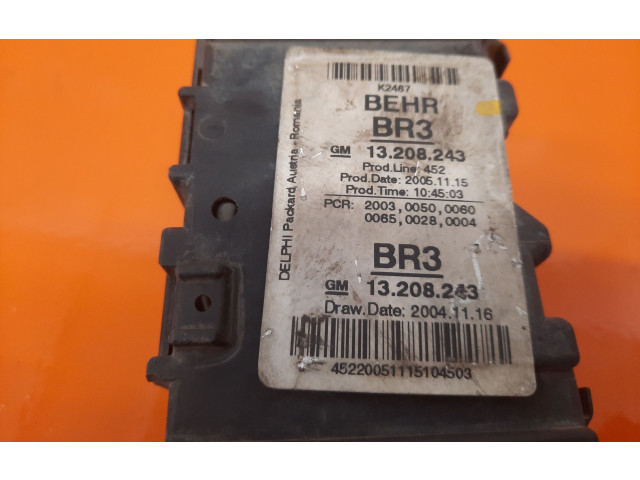 K2467
BEHR
BR3
GM 13.208.243
Prod.Line: 452
Prod.Date: 2005.11.15
Prod.Time: 10:45:03
PCR: 2003,0050,0060
0065,0028,0004
BR3
GM 13.208.243
Draw.Date: 2004.11.16
45220051115104503
DELPHI Packard Austria - Romania